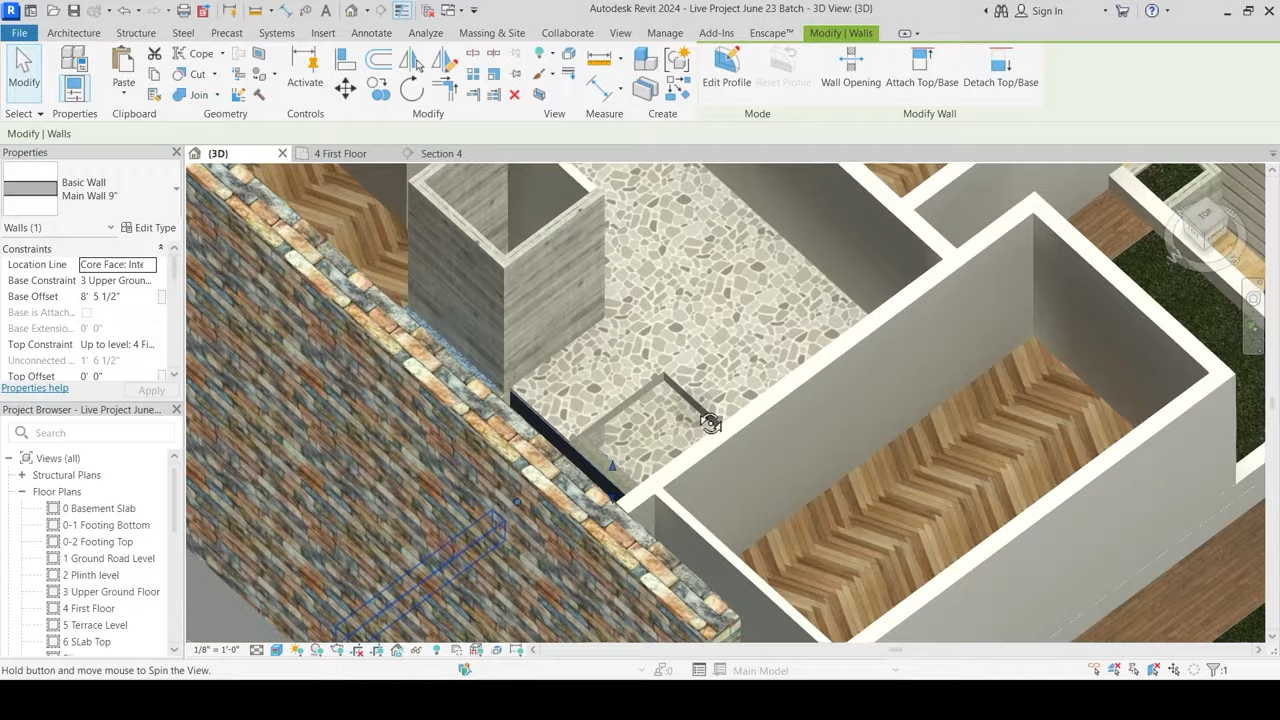 Autodesk Revit 2024 - Live Project June 23 Batch - 3D View: {3D}
Sign In
File Architecture Structure Steel Precast Systems Insert Annotate Analyze Massing & Site Collaborate View Manage Add-Ins Enscape™ Modify | Walls
Modify
Properties
Paste
Cope
Cut
Join
Activate
Edit Profile Reset Profile Wall Opening Attach Top/Base Detach Top/Base
Select Properties Clipboard Geometry Controls Modify View Measure Create Mode Modify Wall
Modify | Walls
Properties
{3D} 4 First Floor Section 4
Basic Wall
Main Wall 9"
Walls (1) Edit Type
Constraints
Location Line Core Face: Inte
Base Constraint 3 Upper Groun...
Base Offset 8' 5 1/2"
Base is Attach...
Base Extensio... 0' 0"
Top Constraint Up to level: 4 Fi...
Unconnected ... 1' 6 1/2"
Top Offset 0' 0"
Properties help Apply
Project Browser - Live Project June...
Search
Views (all)
Structural Plans
Floor Plans
0 Basement Slab
0-1 Footing Bottom
0-2 Footing Top
1 Ground Road Level
2 Plinth level
3 Upper Ground Floor
4 First Floor
5 Terrace Level
6 SLab Top
TOP
1/8" = 1'-0"
Hold button and move mouse to Spin the View.
:0
Main Model
:1